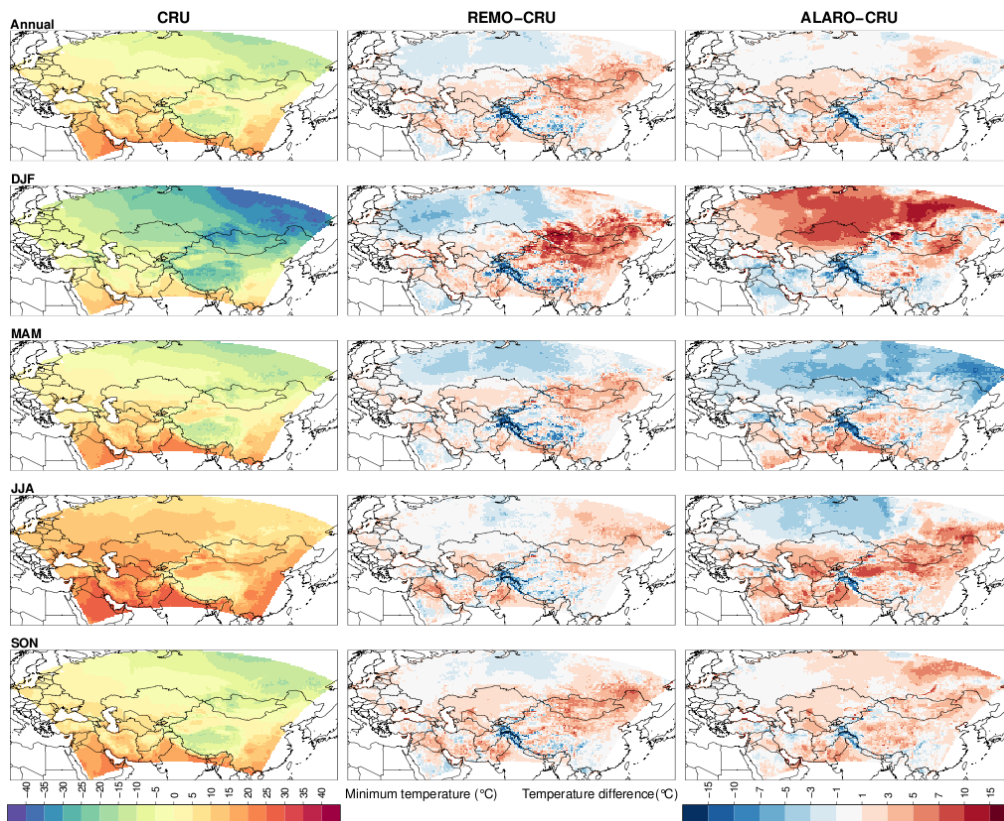 CRU REMO−CRU ALARO−CRU
Annual
DJF
MAM
JJA
SON
Minimum temperature (°C) Temperature difference(°C)
−40 −35 −30 −25 −20 −15 −10 −5 0 5 10 15 20 25 30 35 40
−15 −10 −7 −5 −3 −1 1 3 5 7 10 15